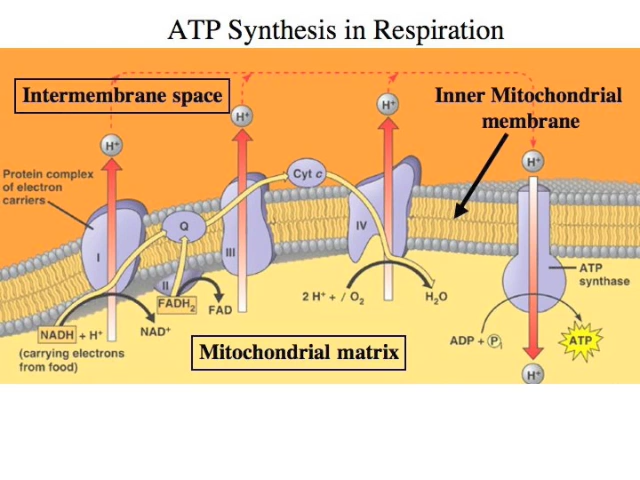 ATP Synthesis in Respiration
Intermembrane space
Inner Mitochondrial
membrane
H⁺
H⁺
H⁺
H⁺
Protein complex
of electron
carriers
Cyt c
Q
I
II
III
IV
ATP
synthase
FADH₂
FAD
2 H⁺ + / O₂
H₂O
NADH + H⁺
NAD⁺
(carrying electrons
from food)
Mitochondrial matrix
ADP + Pᵢ
ATP
H⁺